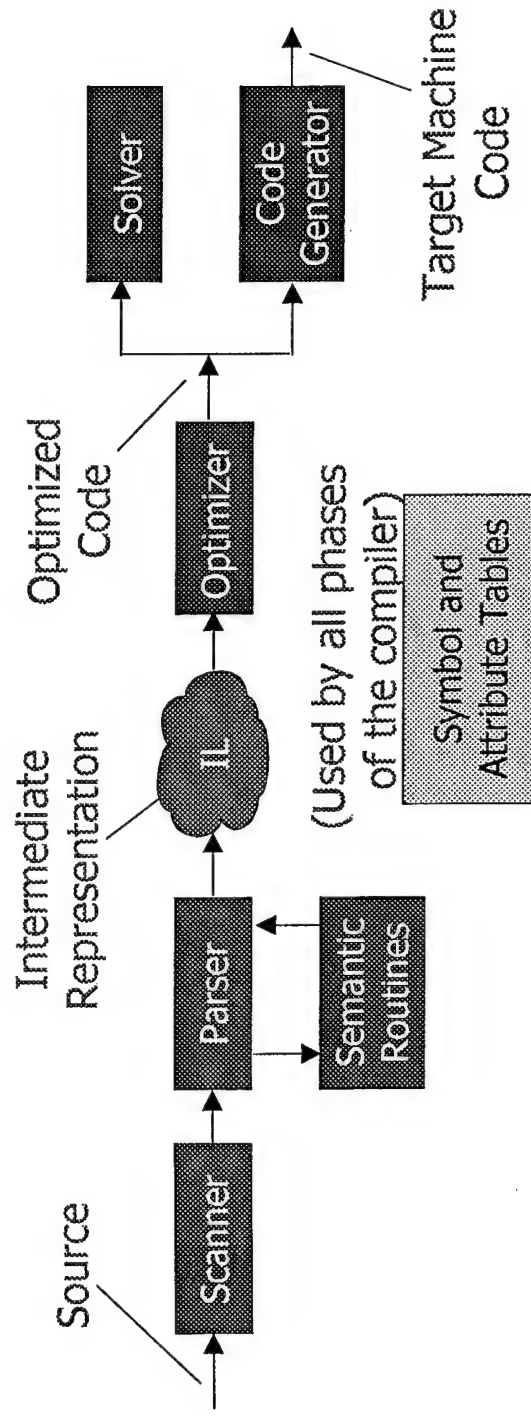 Source
Scanner
Parser
Semantic
Routines
Intermediate
Representation
IL
Optimizer
Optimized
Code
Solver
Code
Generator
Target Machine
Code
(Used by all phases
of the compiler)
Symbol and
Attribute Tables